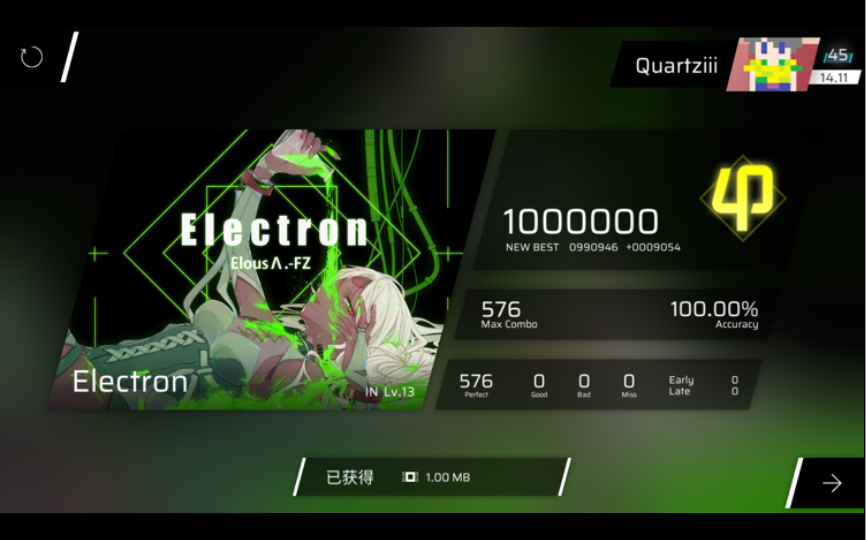 Quartziii
45
14.11
Electron
Elous Λ.-FZ
Electron
IN Lv.13
φ
1000000
NEW BEST 0990946 +0009054
576
Max Combo
100.00%
Accuracy
576
Perfect
0
Good
0
Bad
0
Miss
Early 0
Late 0
已获得 1.00 MB